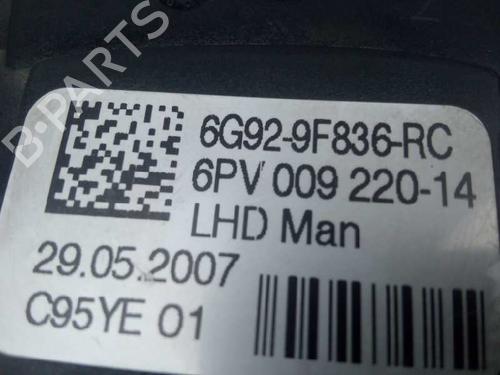 B-PARTS
6G92-9F836-RC
6PV 009 220-14
LHD Man
29.05.2007
C95YE 01